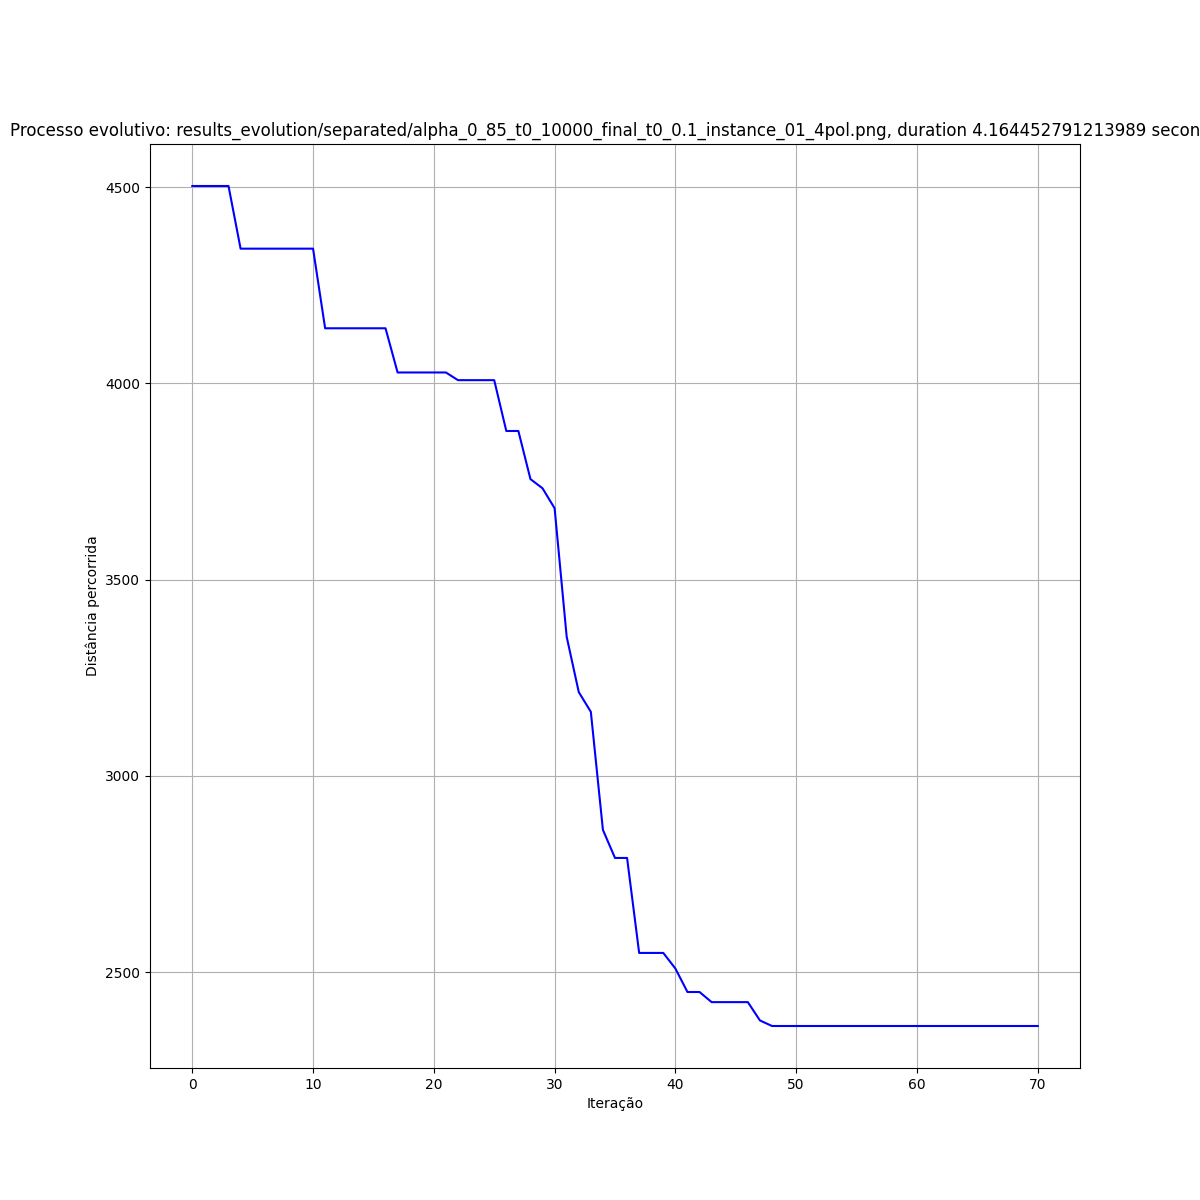 Processo evolutivo: results_evolution/separated/alpha_0_85_t0_10000_final_t0_0.1_instance_01_4pol.png, duration 4.164452791213989 secon
4500
4000
3500
3000
2500
Distância percorrida
0 10 20 30 40 50 60 70
Iteração